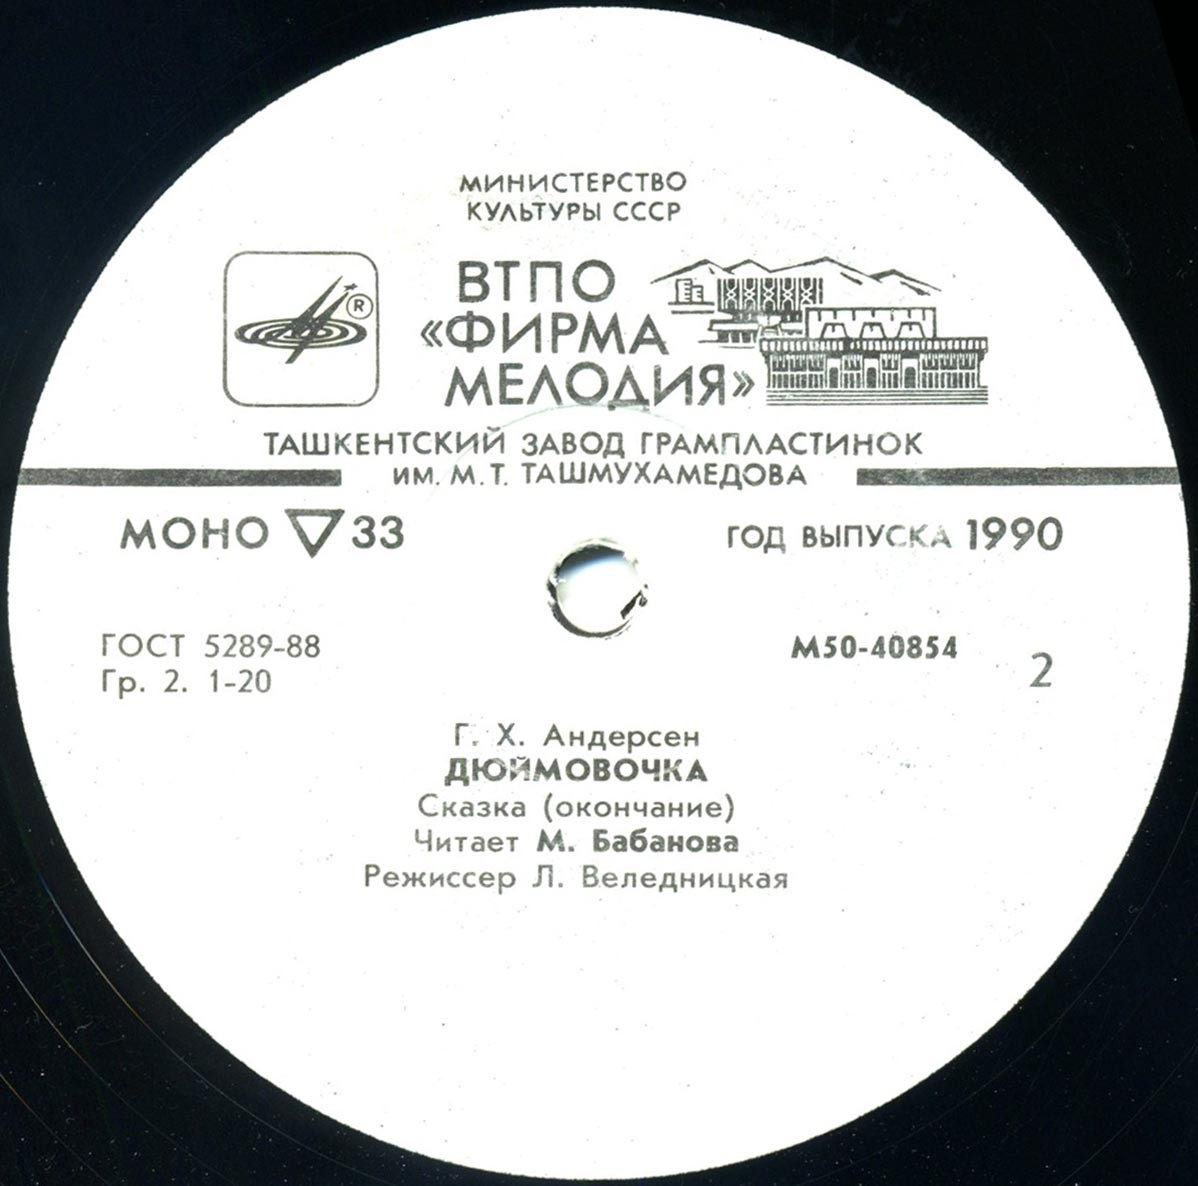 МИНИСТЕРСТВО
КУЛЬТУРЫ СССР
ВТПО
«ФИРМА
МЕЛОДИЯ»
®
ТАШКЕНТСКИЙ ЗАВОД ГРАМПЛАСТИНОК
ИМ. М. Т. ТАШМУХАМЕДОВА
МОНО ▽ 33
ГОД ВЫПУСКА 1990
ГОСТ 5289-88
Гр. 2. 1-20
М50-40854
2
Г. Х. Андерсен
ДЮЙМОВОЧКА
Сказка (окончание)
Читает М. Бабанова
Режиссер Л. Веледницкая